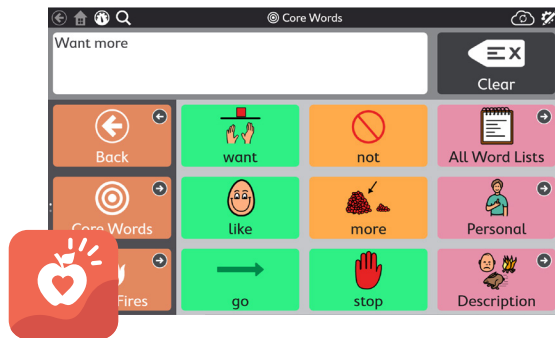 Core Words
Want more
Clear
Back
want
not
All Word Lists
Core Words
like
more
Personal
Fires
go
stop
Description